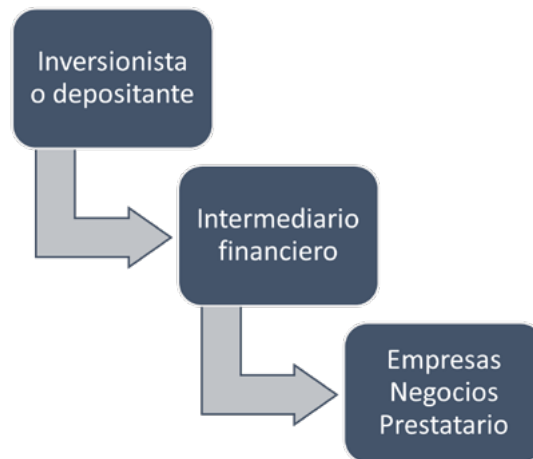 Inversionista
o depositante
Intermediario
financiero
Empresas
Negocios
Prestatario